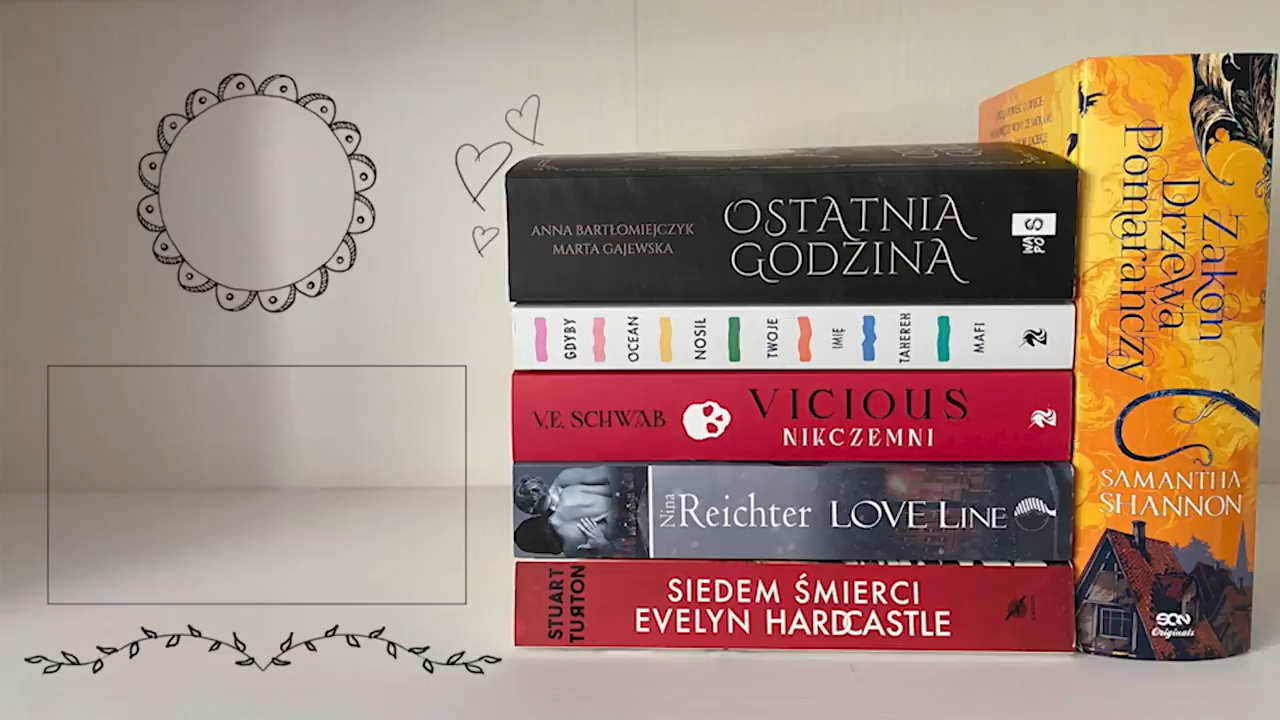 ANNA BARTŁOMIEJCZYK
MARTA GAJEWSKA
OSTATNIA
GODZINA
GDYBY
OCEAN
NOSIŁ
TWOJE
IMIĘ
TAHEREH
MAFI
V.E. SCHWAB
VICIOUS
NIKCZEMNI
Nina
Reichter
LOVE LINE
STUART
TURTON
SIEDEM ŚMIERCI
EVELYN HARDCASTLE
Zakon
Drzewa
Pomarańczy
SAMANTHA
SHANNON
SQN
Originals